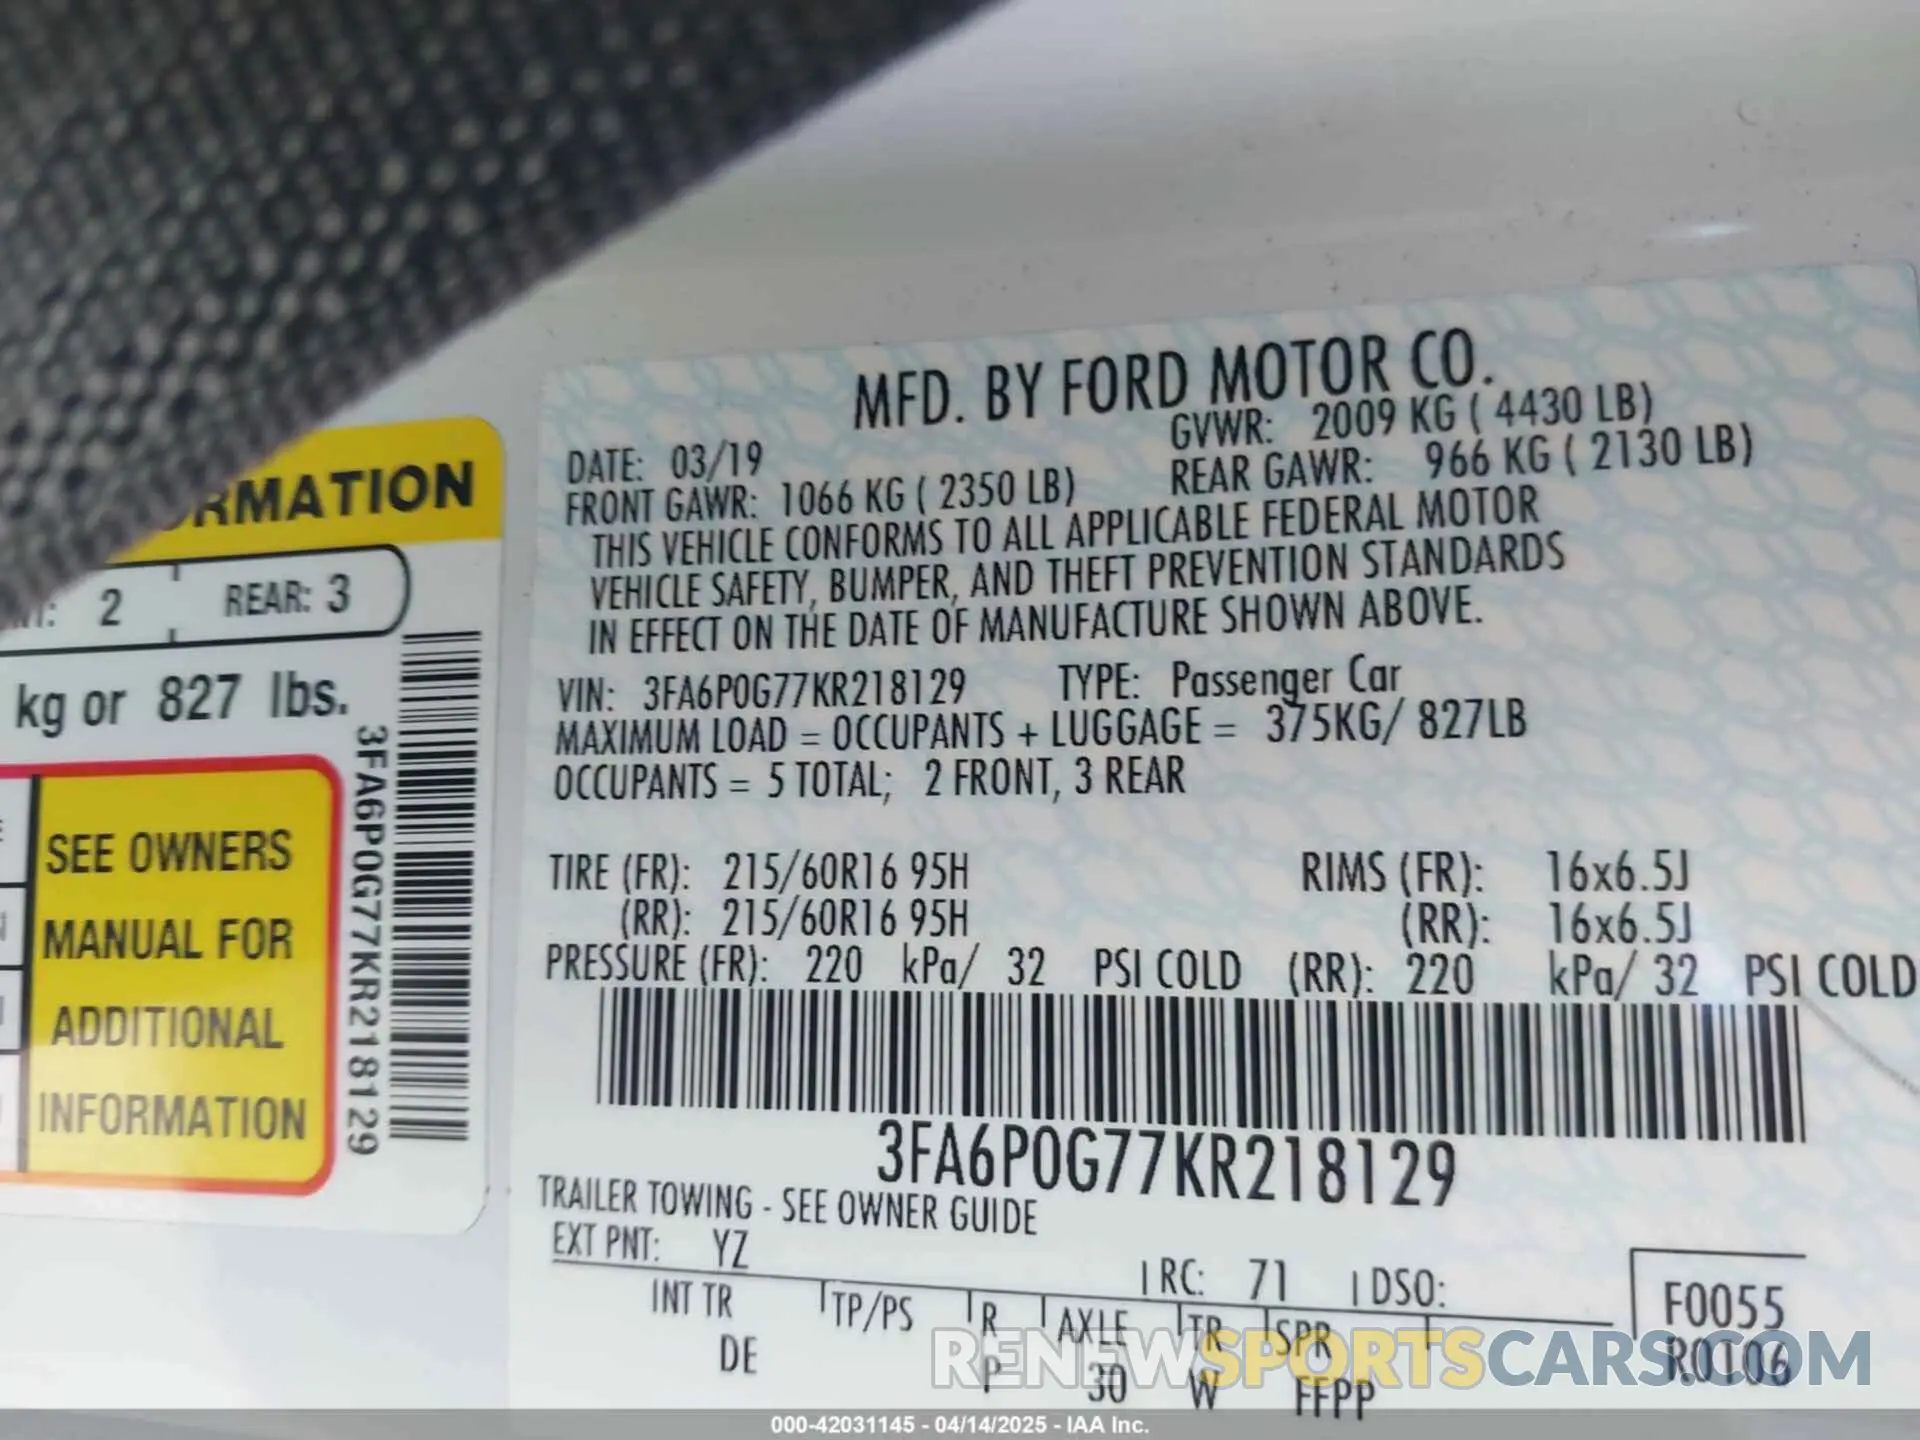 RMATION
2 REAR: 3
kg or 827 lbs.
3FA6P0G77KR218129
SEE OWNERS
MANUAL FOR
ADDITIONAL
INFORMATION
MFD. BY FORD MOTOR CO.
DATE: 03/19 GVWR: 2009 KG ( 4430 LB)
FRONT GAWR: 1066 KG ( 2350 LB) REAR GAWR: 966 KG ( 2130 LB)
THIS VEHICLE CONFORMS TO ALL APPLICABLE FEDERAL MOTOR
VEHICLE SAFETY, BUMPER, AND THEFT PREVENTION STANDARDS
IN EFFECT ON THE DATE OF MANUFACTURE SHOWN ABOVE.
VIN: 3FA6P0G77KR218129 TYPE: Passenger Car
MAXIMUM LOAD = OCCUPANTS + LUGGAGE = 375KG/ 827LB
OCCUPANTS = 5 TOTAL; 2 FRONT, 3 REAR
TIRE (FR): 215/60R16 95H RIMS (FR): 16x6.5J
(RR): 215/60R16 95H (RR): 16x6.5J
PRESSURE (FR): 220 kPa/ 32 PSI COLD (RR): 220 kPa/ 32 PSI COLD
3FA6P0G77KR218129
TRAILER TOWING - SEE OWNER GUIDE
EXT PNT: YZ RC: 71 DSO:
INT TR TP/PS R AXLE TR SPR F0055
DE P 30 W FFPP R0106
RENEWSPORTSCARS.COM
000-42031145 - 04/14/2025 - IAA Inc.